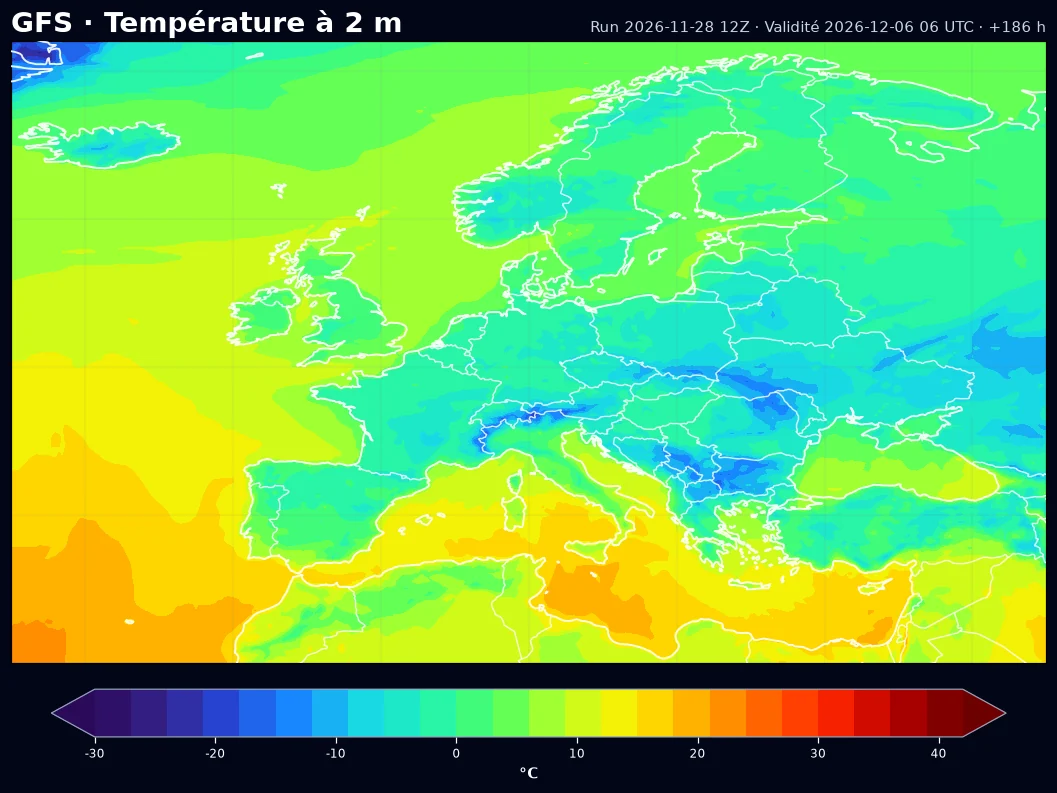 GFS · Température à 2 m
Run 2026-11-28 12Z · Validité 2026-12-06 06 UTC · +186 h
-30 -20 -10 0 10 20 30 40
°C